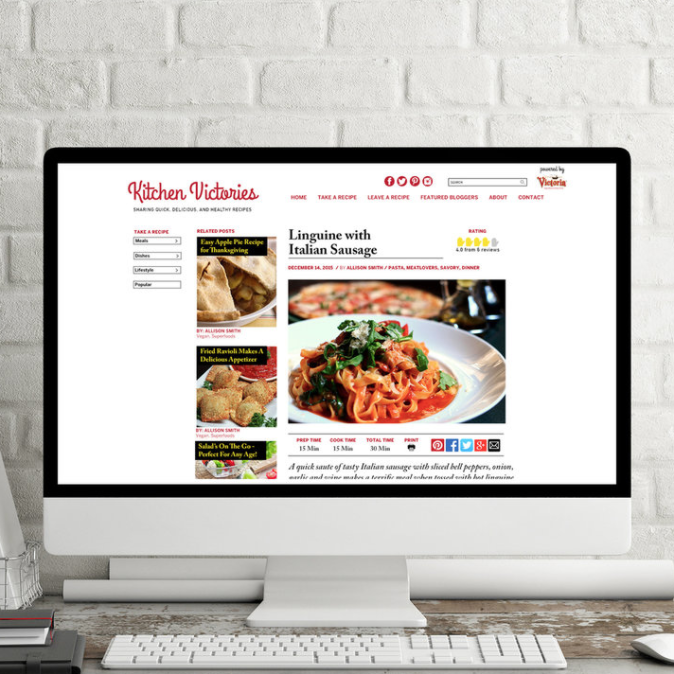 powered by
Victoria
Kitchen Victories
SHARING QUICK, DELICIOUS, AND HEALTHY RECIPES
SEARCH
HOME TAKE A RECIPE LEAVE A RECIPE FEATURED BLOGGERS ABOUT CONTACT
TAKE A RECIPE
Meals >
Dishes >
Lifestyle >
Popular
RELATED POSTS
Easy Apple Pie Recipe
for Thanksgiving
BY: ALLISON SMITH
Vegan, Superfoods
Fried Ravioli Makes A
Delicious Appetizer
BY: ALLISON SMITH
Vegan, Superfoods
Salad's On The Go -
Perfect For Any Age!
Linguine with
Italian Sausage
RATING
4.0 from 6 reviews
DECEMBER 14, 2015 / BY ALLISON SMITH / PASTA, MEATLOVERS, SAVORY, DINNER
PREP TIME COOK TIME TOTAL TIME PRINT
15 Min 15 Min 30 Min
A quick saute of tasty Italian sausage with sliced bell peppers, onion,
garlic and wine makes a terrific meal when tossed with hot linguine